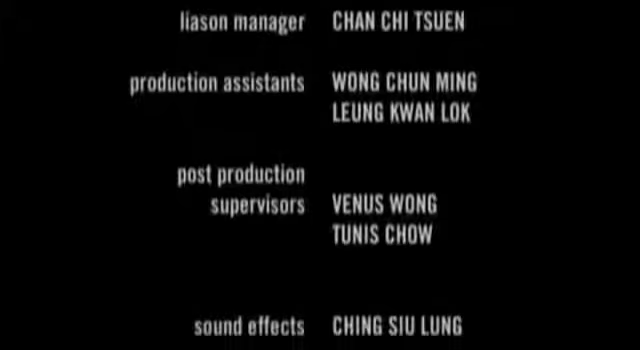 liason manager CHAN CHI TSUEN
production assistants WONG CHUN MING
LEUNG KWAN LOK
post production
supervisors VENUS WONG
TUNIS CHOW
sound effects CHING SIU LUNG